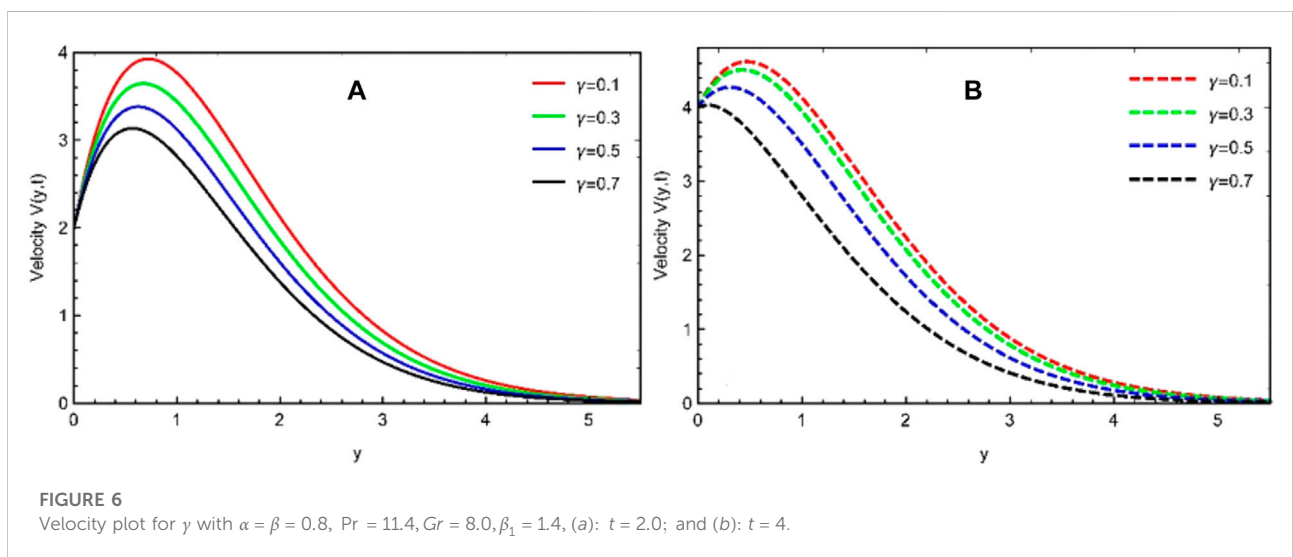 A
Velocity V(y,t)
4
3
2
1
0
0 1 2 3 4 5
y
γ=0.1
γ=0.3
γ=0.5
γ=0.7
B
Velocity V(y,t)
4
3
2
1
0
0 1 2 3 4 5
y
γ=0.1
γ=0.3
γ=0.5
γ=0.7
FIGURE 6
Velocity plot for γ with α = β = 0.8, Pr = 11.4, Gr = 8.0, β₁ = 1.4, (a): t = 2.0; and (b): t = 4.